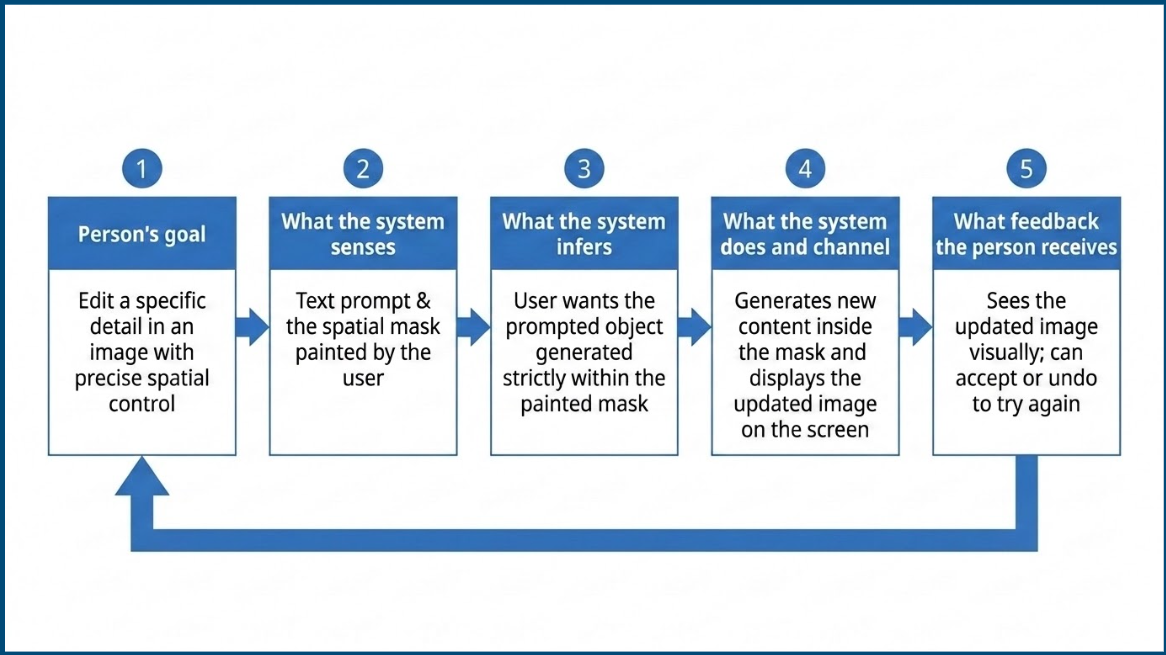 1
Person's goal
Edit a specific
detail in an
image with
precise spatial
control
2
What the system
senses
Text prompt &
the spatial mask
painted by the
user
3
What the system
infers
User wants the
prompted object
generated
strictly within the
painted mask
4
What the system
does and channel
Generates new
content inside
the mask and
displays the
updated image
on the screen
5
What feedback
the person receives
Sees the
updated image
visually; can
accept or undo
to try again